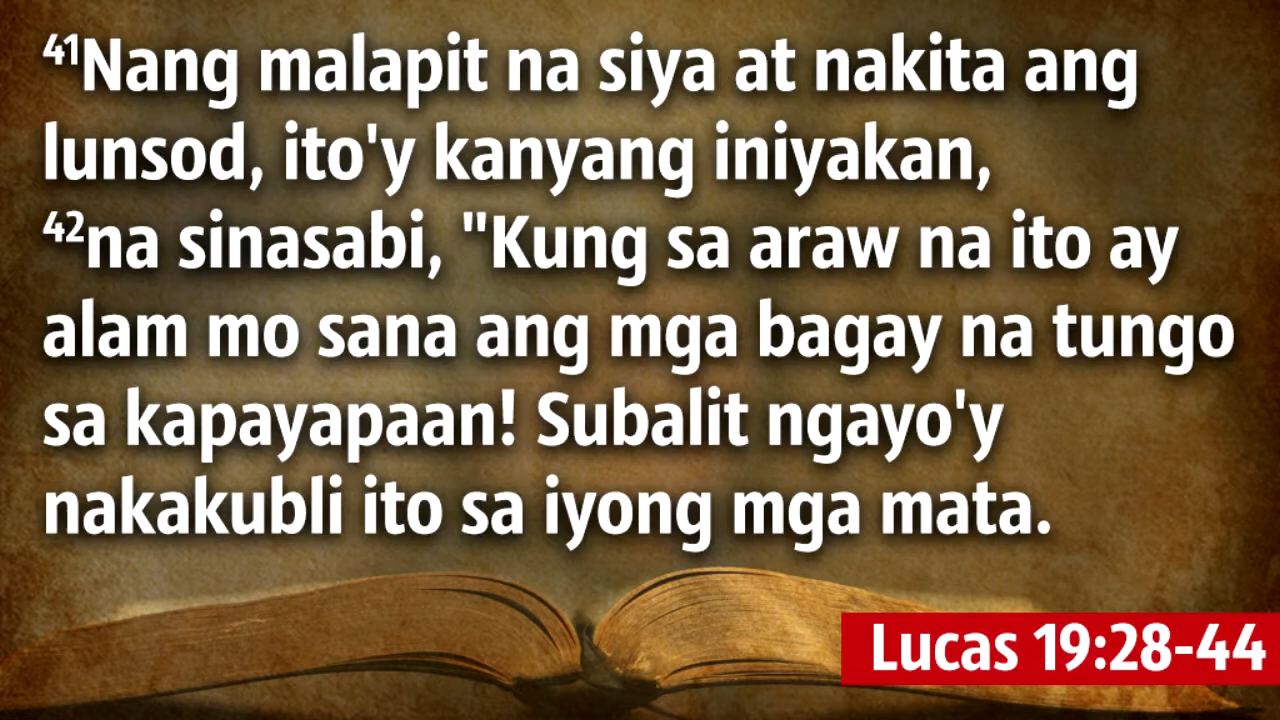 ⁴¹Nang malapit na siya at nakita ang
lunsod, ito'y kanyang iniyakan,
⁴²na sinasabi, "Kung sa araw na ito ay
alam mo sana ang mga bagay na tungo
sa kapayapaan! Subalit ngayo'y
nakakubli ito sa iyong mga mata.
Lucas 19:28-44